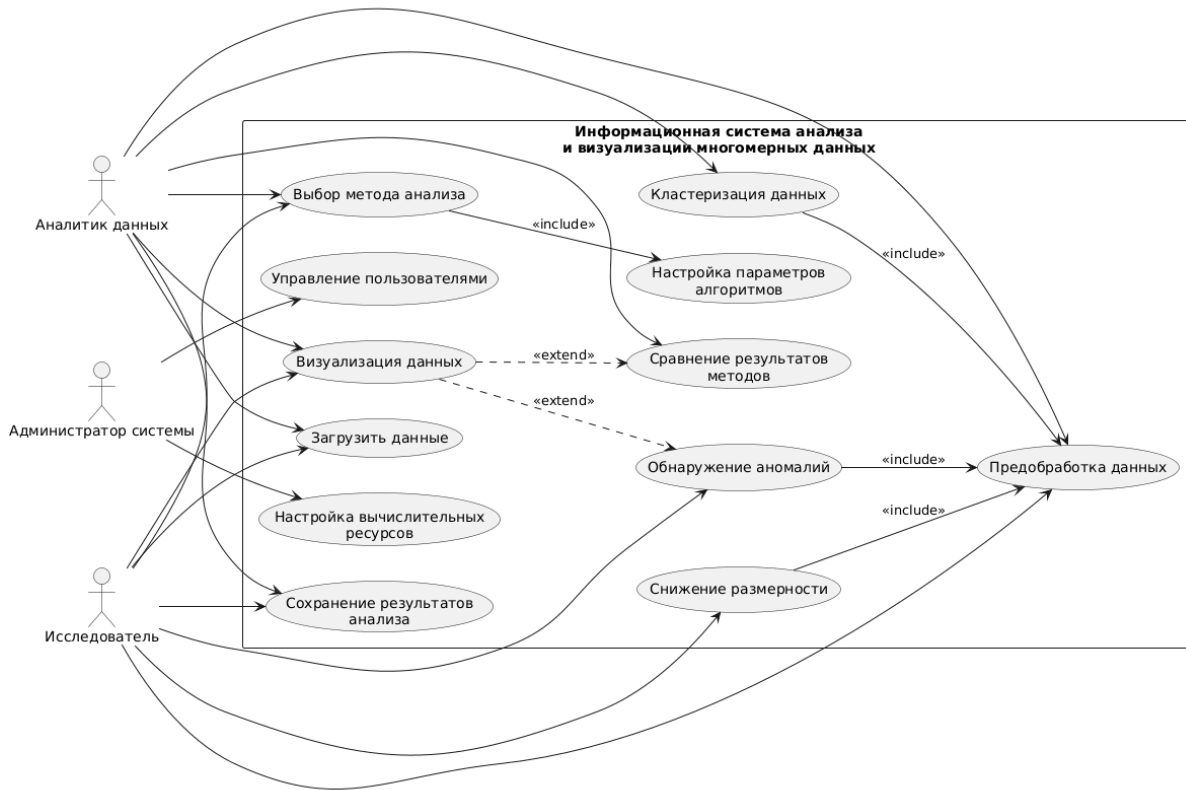 Информационная система анализа
и визуализации многомерных данных
Аналитик данных
Выбор метода анализа
Кластеризация данных
«include»
«include»
Управление пользователями
Настройка параметров
алгоритмов
Визуализация данных
«extend»
Сравнение результатов
методов
Администратор системы
«extend»
Загрузить данные
Обнаружение аномалий
«include»
Предобработка данных
Настройка вычислительных
ресурсов
«include»
Снижение размерности
Сохранение результатов
анализа
Исследователь